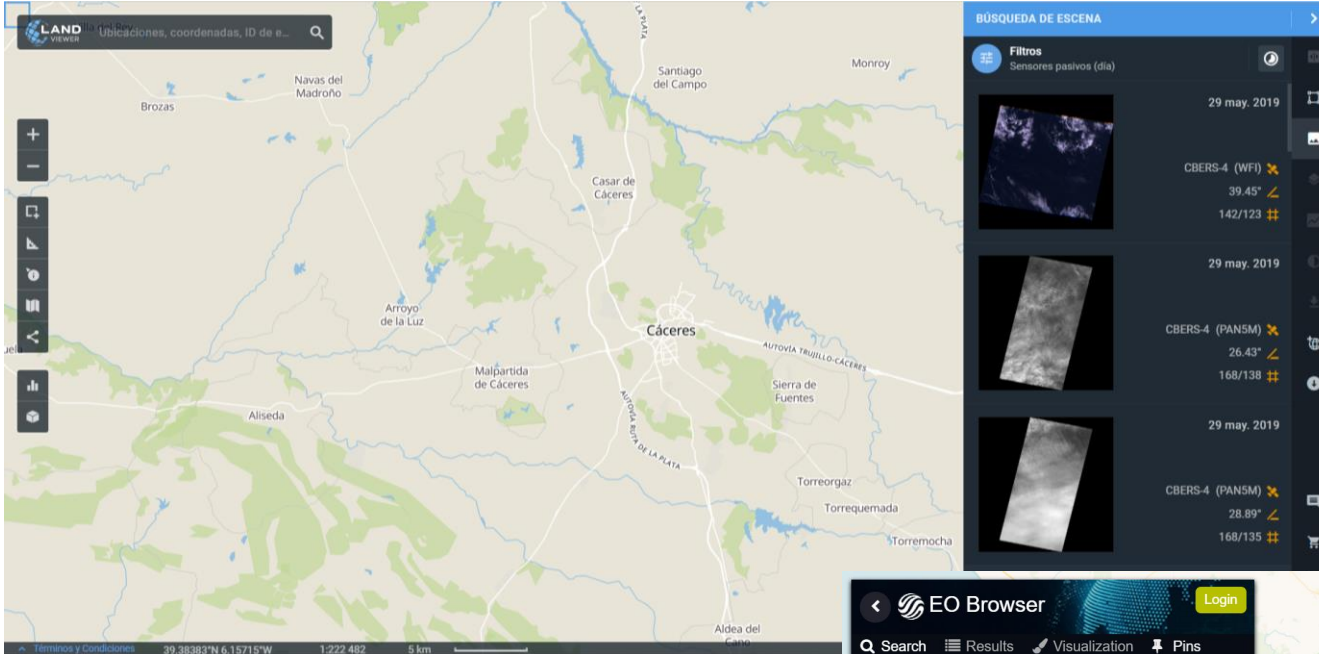 LAND
VIEWER
Ubicaciones, coordenadas, ID de e...
Navas del
Madroño
Brozas
LA PLATA
Santiago
del Campo
Monroy
Casar de
Cáceres
Arroyo
de la Luz
Cáceres
AUTOVÍA TRUJILLO-CÁCERES
Malpartida
de Cáceres
Sierra de
Fuentes
Aliseda
AUTOVÍA RUTA DE LA PLATA
Torreorgaz
Torrequemada
Torremocha
Aldea del
Cano
Términos y Condiciones
39.38383°N 6.15715°W
1:222 482
5 km
BÚSQUEDA DE ESCENA
Filtros
Sensores pasivos (día)
29 may. 2019
CBERS-4 (WFI)
39.45°
142/123
29 may. 2019
CBERS-4 (PAN5M)
26.43°
168/138
29 may. 2019
CBERS-4 (PAN5M)
28.89°
168/135
EO Browser
Login
Search Results Visualization Pins